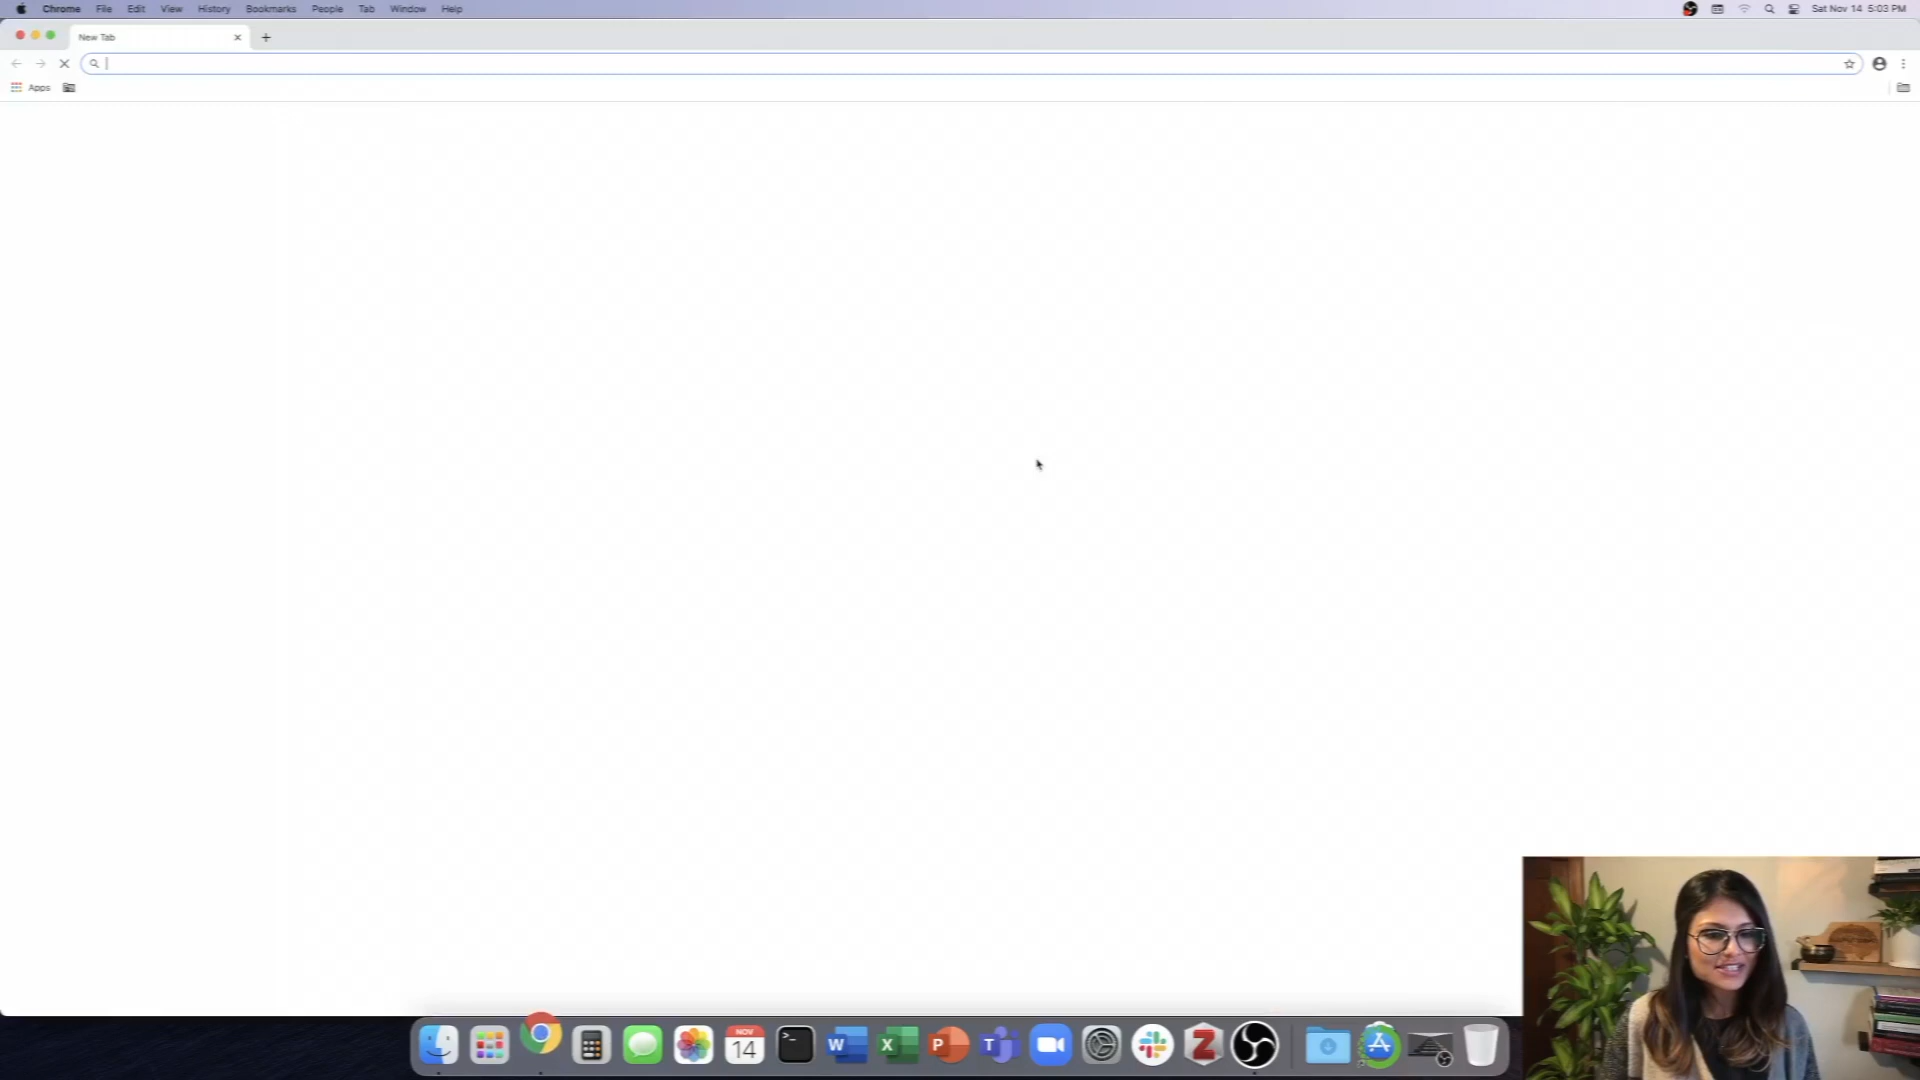 Chrome File Edit View History Bookmarks People Tab Window Help
Sat Nov 14 5:03 PM
New Tab
Apps
NOV
14
W
X
P
T
Z